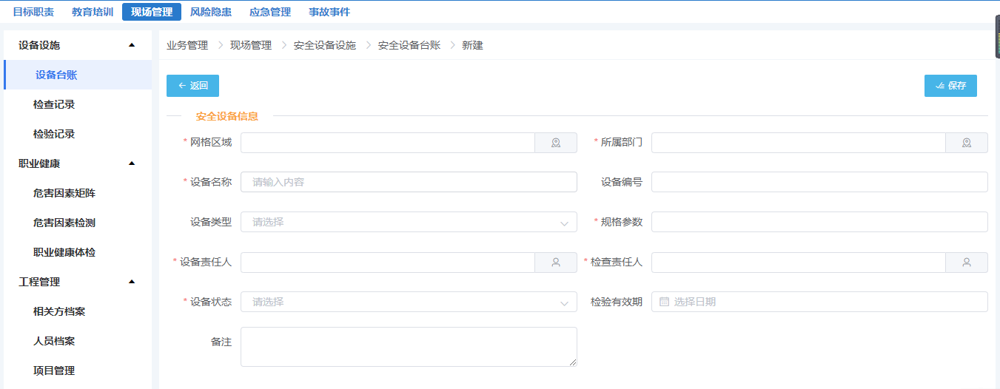 目标职责 教育培训 现场管理 风险隐患 应急管理 事故事件
设备设施
设备台账
检查记录
检验记录
职业健康
危害因素矩阵
危害因素检测
职业健康体检
工程管理
相关方档案
人员档案
项目管理
业务管理 > 现场管理 > 安全设备设施 > 安全设备台账 > 新建
返回 保存
安全设备信息
* 网格区域 * 所属部门
* 设备名称 请输入内容 设备编号
设备类型 请选择 * 规格参数
* 设备责任人 * 检查责任人
* 设备状态 请选择 检验有效期 选择日期
备注